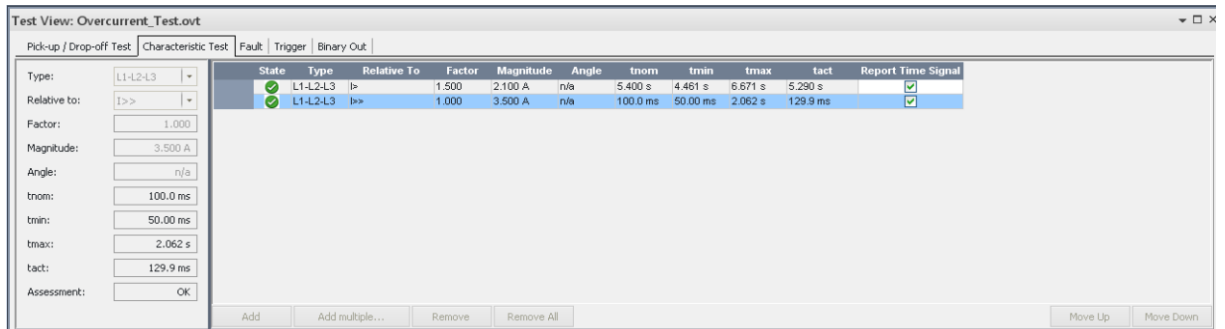 Test View: Overcurrent_Test.ovt
Pick-up / Drop-off Test Characteristic Test Fault Trigger Binary Out
Type: L1-L2-L3
Relative to: I>>
Factor: 1.000
Magnitude: 3.500 A
Angle: n/a
tnom: 100.0 ms
tmin: 50.00 ms
tmax: 2.062 s
tact: 129.9 ms
Assessment: OK
State Type Relative To Factor Magnitude Angle tnom tmin tmax tact Report Time Signal
L1-L2-L3 I> 1.500 2.100 A n/a 5.400 s 4.461 s 6.671 s 5.290 s
L1-L2-L3 I>> 1.000 3.500 A n/a 100.0 ms 50.00 ms 2.062 s 129.9 ms
Add Add multiple... Remove Remove All Move Up Move Down